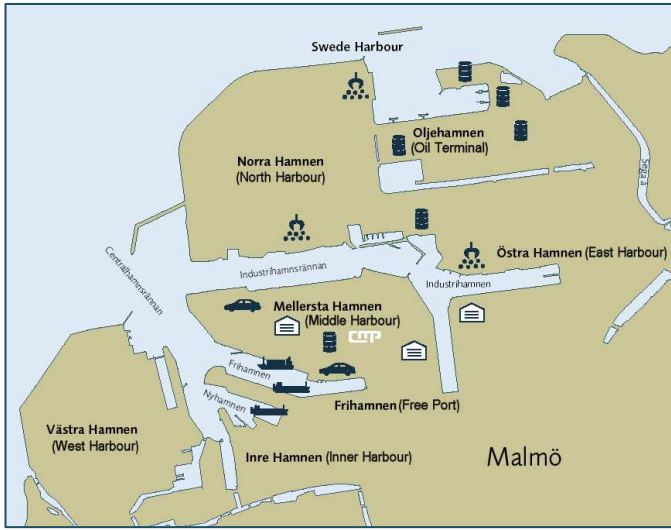 Swede Harbour
Oljehamnen
(Oil Terminal)
Norra Hamnen
(North Harbour)
Sega å
Centralhamnsrännan
Industrihamnsrännan
Östra Hamnen (East Harbour)
Industrihamnen
Mellersta Hamnen
(Middle Harbour)
cmp
Frihamnen
Nyhamnen
Frihamnen (Free Port)
Västra Hamnen
(West Harbour)
Inre Hamnen (Inner Harbour)
Malmö